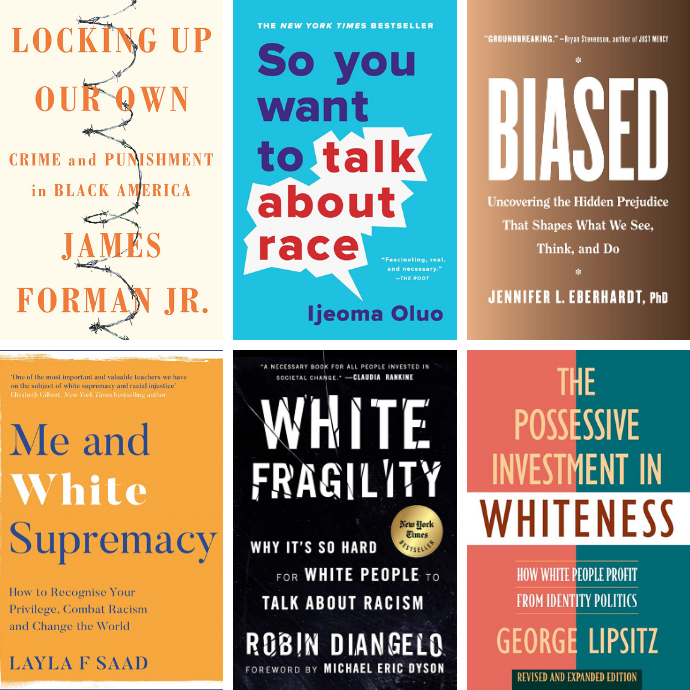 LOCKING UP
OUR OWN
CRIME and PUNISHMENT
in BLACK AMERICA
JAMES
FORMAN JR.
THE NEW YORK TIMES BESTSELLER
So you
want
to talk
about
race
"Fascinating, real,
and necessary."
—THE ROOT
Ijeoma Oluo
"GROUNDBREAKING." —Bryan Stevenson, author of JUST MERCY
BIASED
Uncovering the Hidden Prejudice
That Shapes What We See,
Think, and Do
JENNIFER L. EBERHARDT, PhD
'One of the most important and valuable teachers we have
on the subject of white supremacy and racial injustice'
Elizabeth Gilbert, New York Times bestselling author
Me and
White
Supremacy
How to Recognise Your
Privilege, Combat Racism
and Change the World
LAYLA F SAAD
"A NECESSARY BOOK FOR ALL PEOPLE INVESTED IN
SOCIETAL CHANGE." —CLAUDIA RANKINE
WHITE
FRAGILITY
New York
Times
BESTSELLER
WHY IT'S SO HARD
FOR WHITE PEOPLE TO
TALK ABOUT RACISM
ROBIN DIANGELO
FOREWORD BY MICHAEL ERIC DYSON
THE
POSSESSIVE
INVESTMENT IN
WHITENESS
HOW WHITE PEOPLE PROFIT
FROM IDENTITY POLITICS
GEORGE LIPSITZ
REVISED AND EXPANDED EDITION